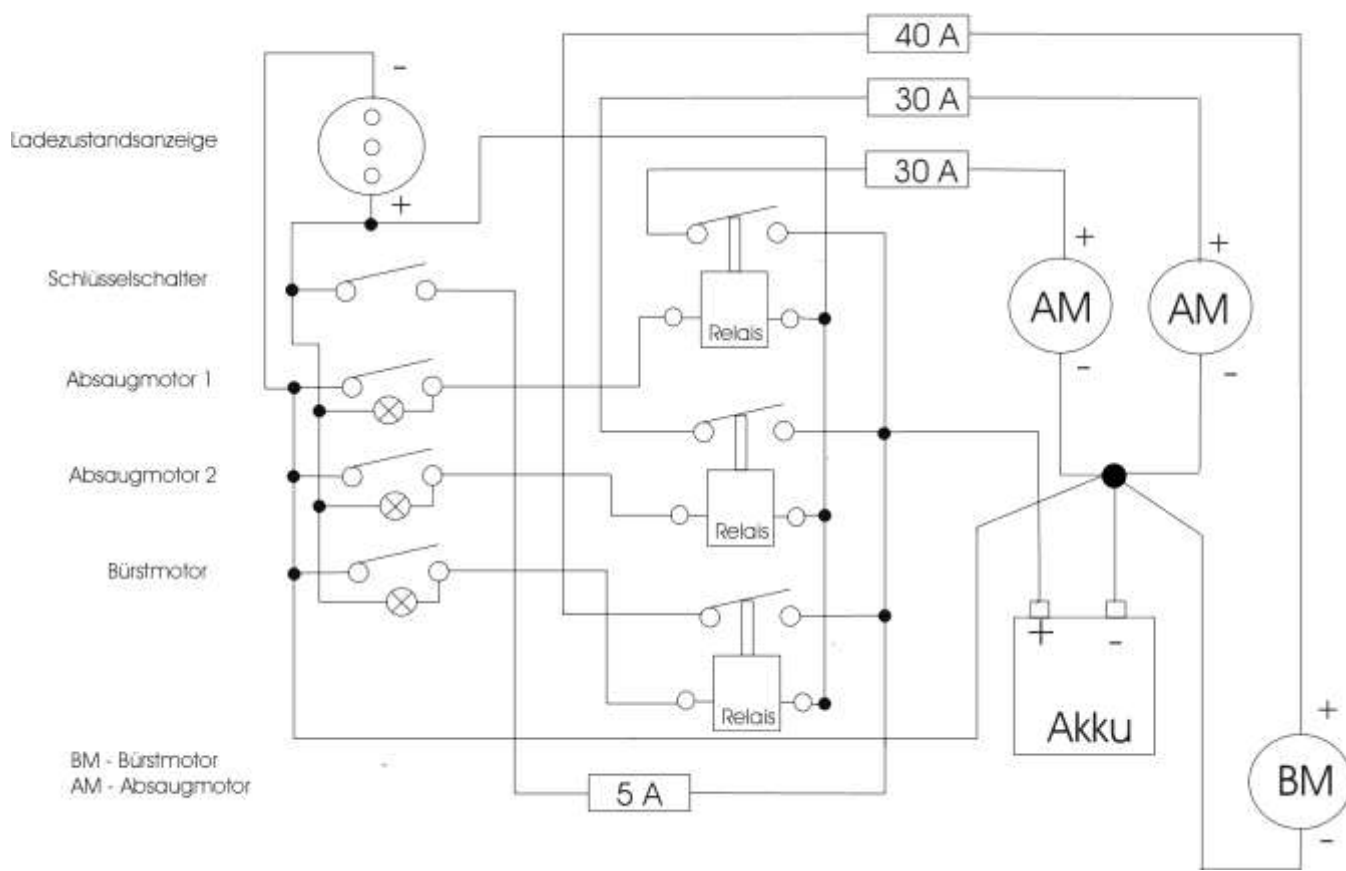 40 A
-
30 A
Ladezustandsanzeige
30 A
+
+
+
Schlüsselschalter
AM
AM
Relais
-
-
Absaugmotor 1
Absaugmotor 2
Relais
Bürstmotor
+
-
Relais
Akku
+
BM - Bürstmotor
AM - Absaugmotor
5 A
BM
-